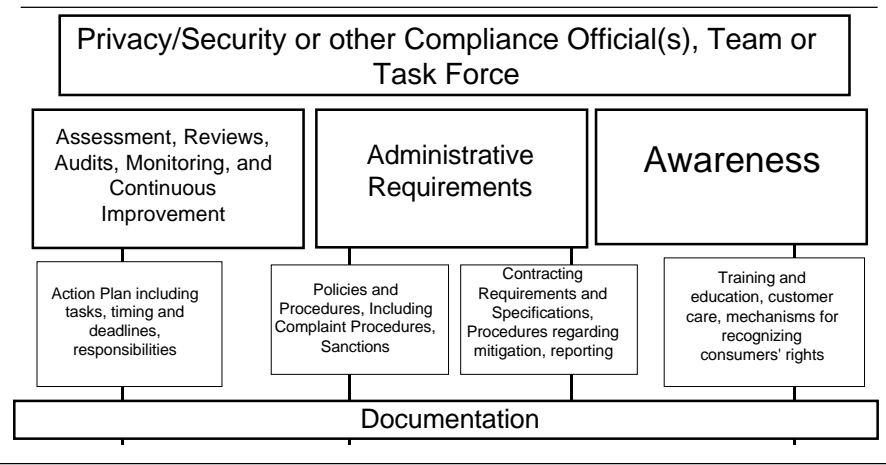 Privacy/Security or other Compliance Official(s), Team or
Task Force
Assessment, Reviews,
Audits, Monitoring, and
Continuous
Improvement
Administrative
Requirements
Awareness
Action Plan including
tasks, timing and
deadlines,
responsibilities
Policies and
Procedures, Including
Complaint Procedures,
Sanctions
Contracting
Requirements and
Specifications,
Procedures regarding
mitigation, reporting
Training and
education, customer
care, mechanisms for
recognizing
consumers' rights
Documentation